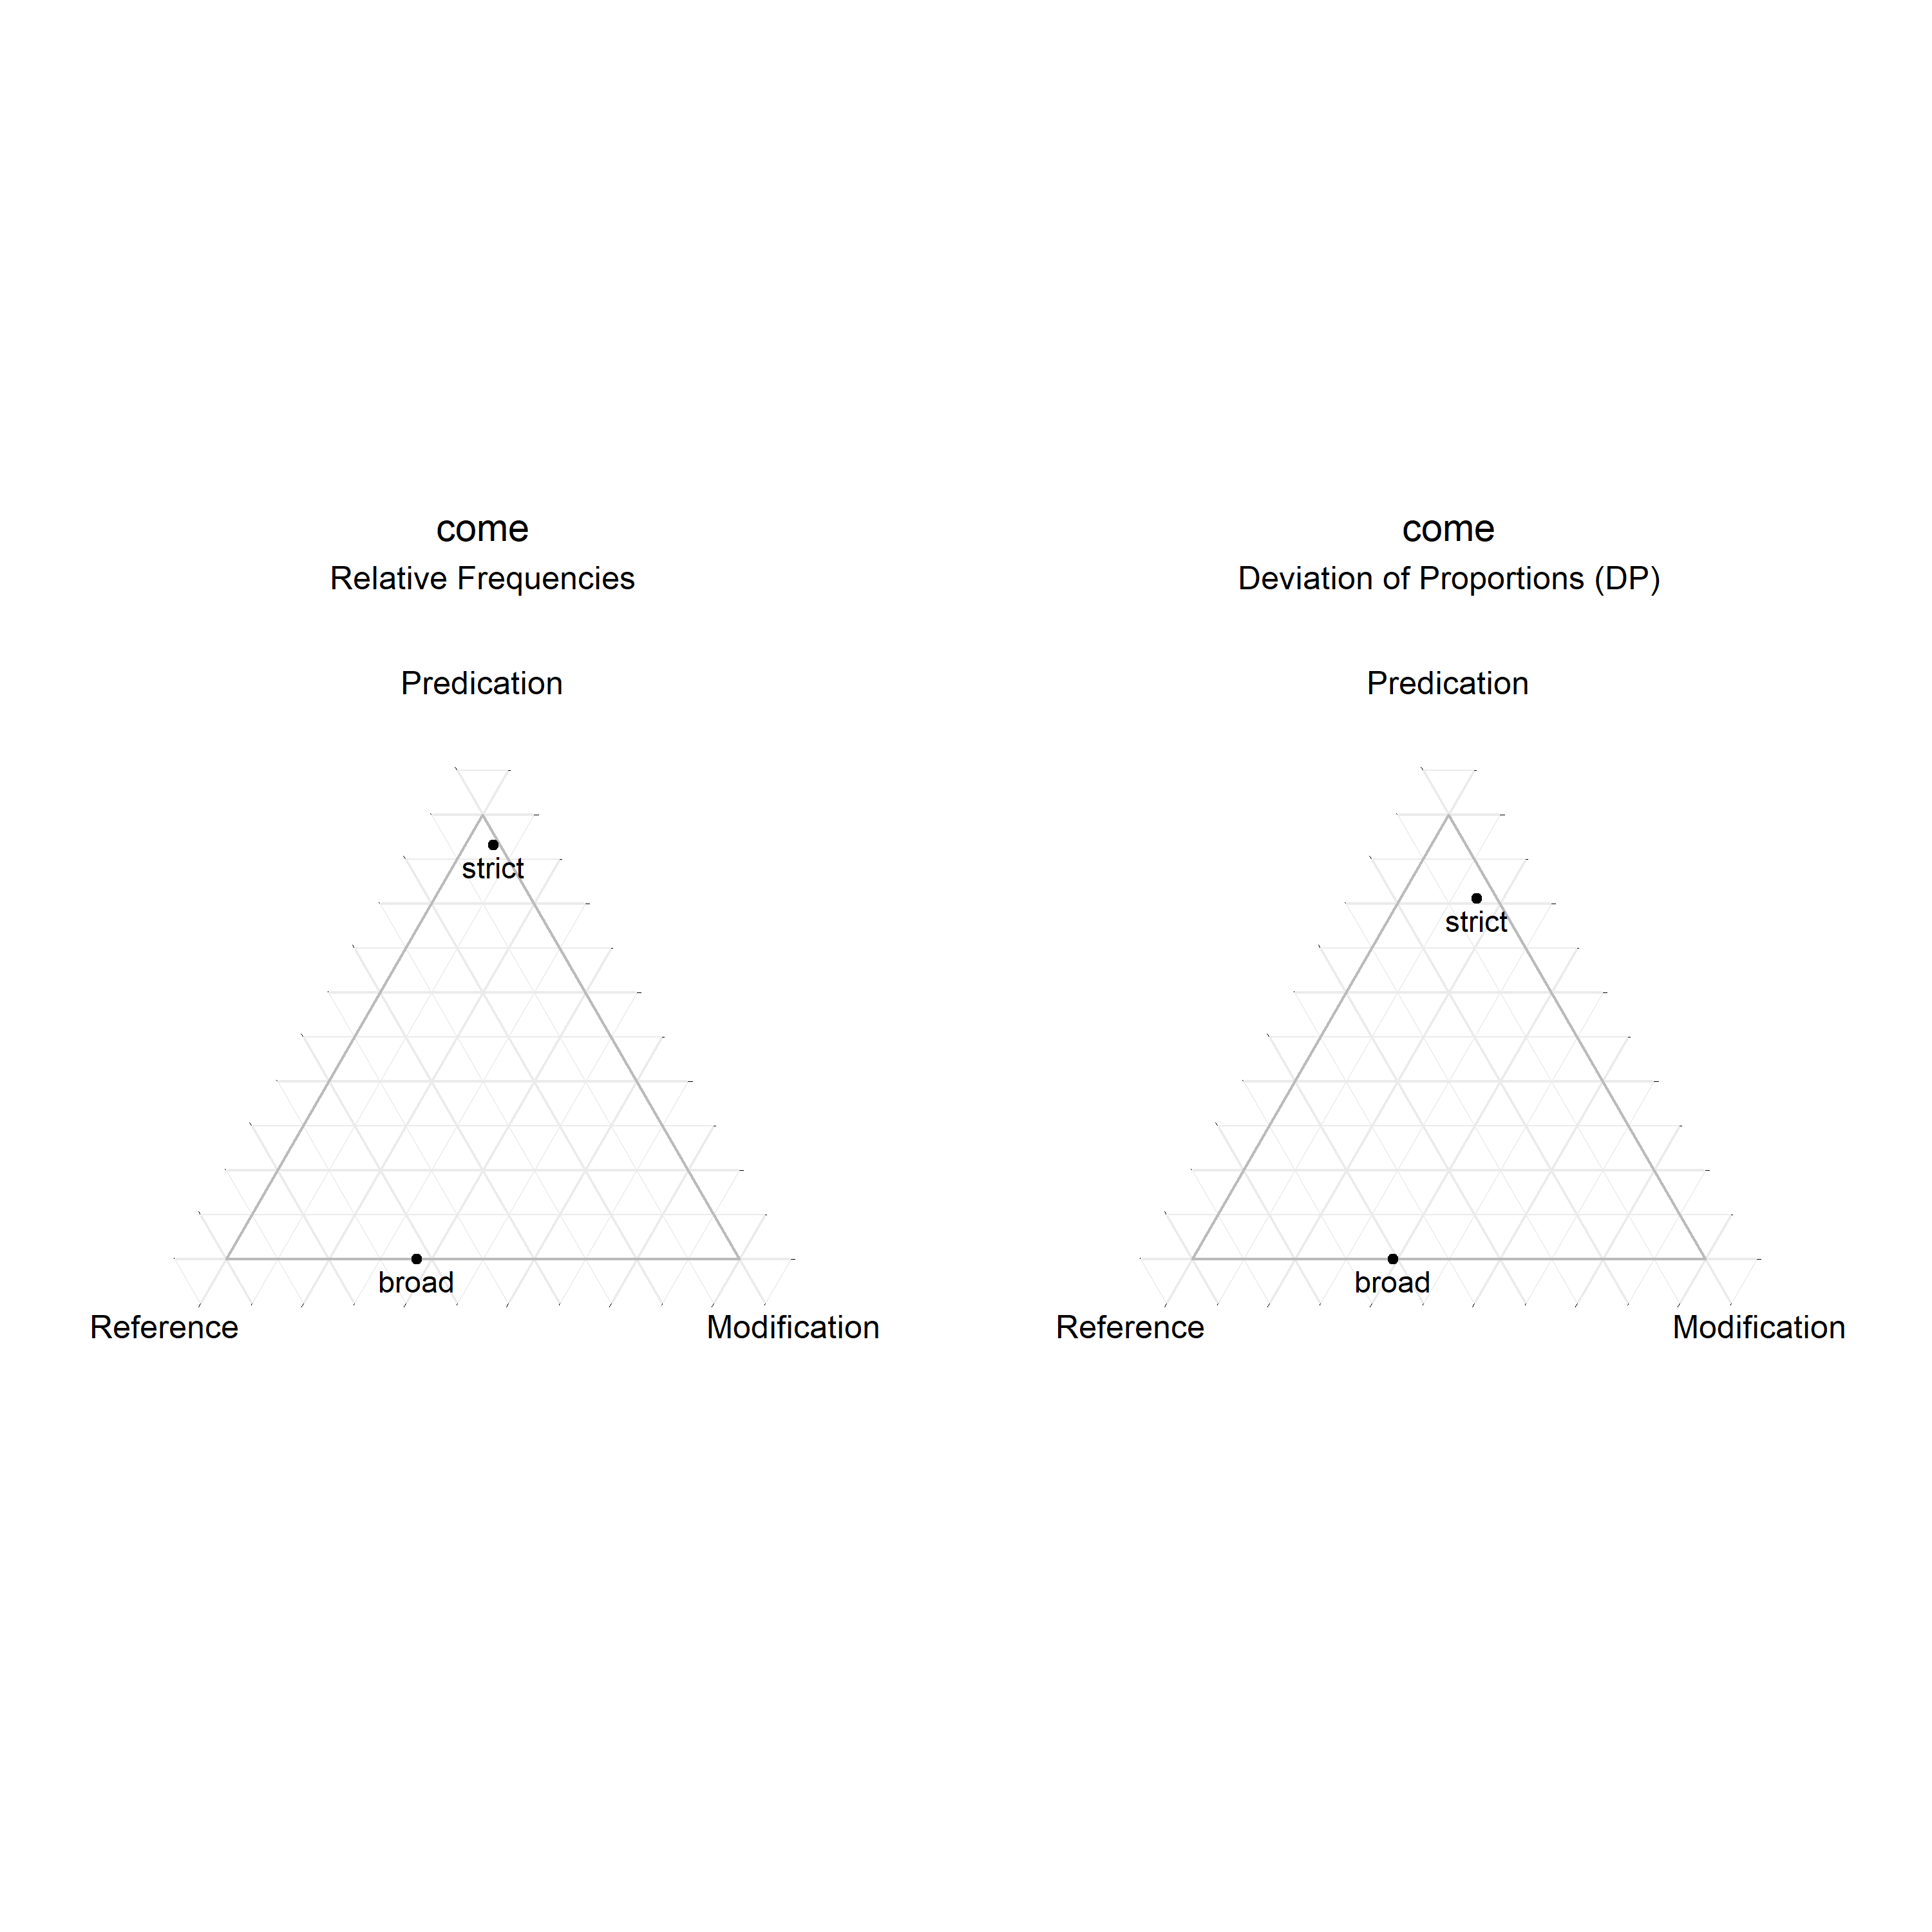 come
Relative Frequencies
Predication
strict
broad
Reference
Modification
come
Deviation of Proportions (DP)
Predication
strict
broad
Reference
Modification